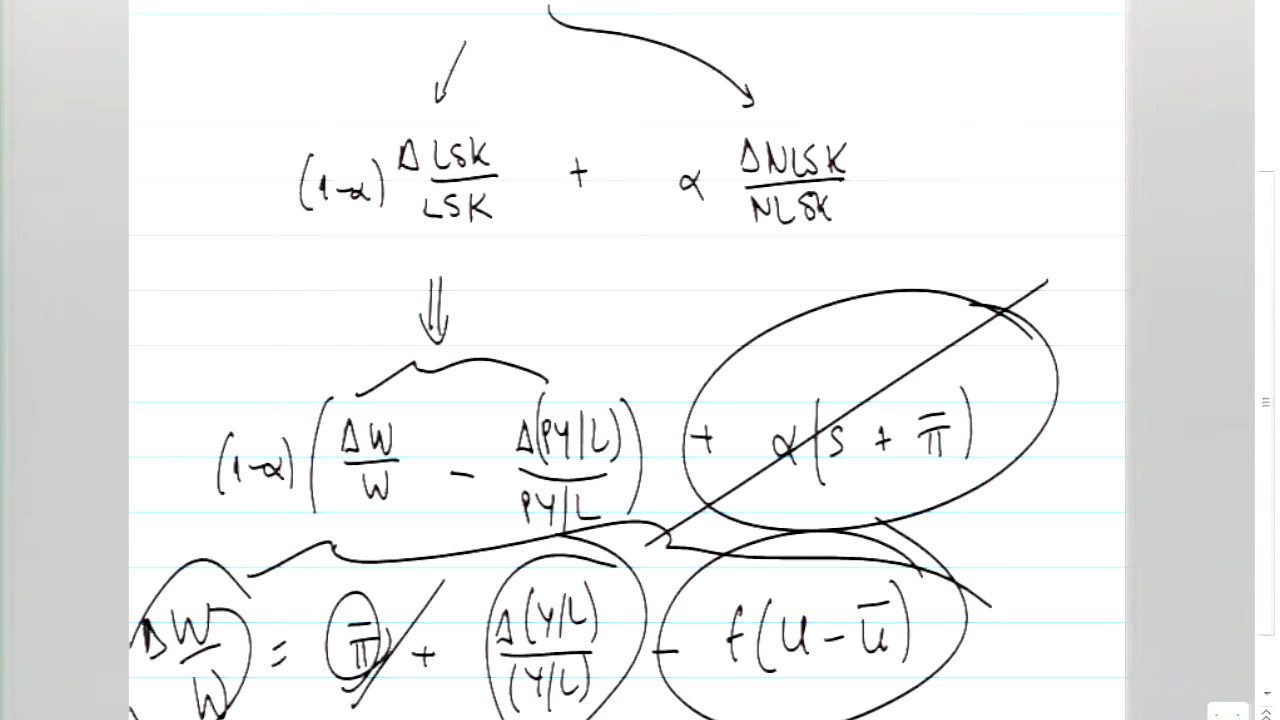 (1-α) ΔLSK/LSK + α ΔNLSK/NLSK
(1-α) (ΔW/W - Δ(PY/L)/PY/L) + α(s + π̄)
ΔW/W = π̄ + Δ(Y/L)/(Y/L) - f(u - ū)